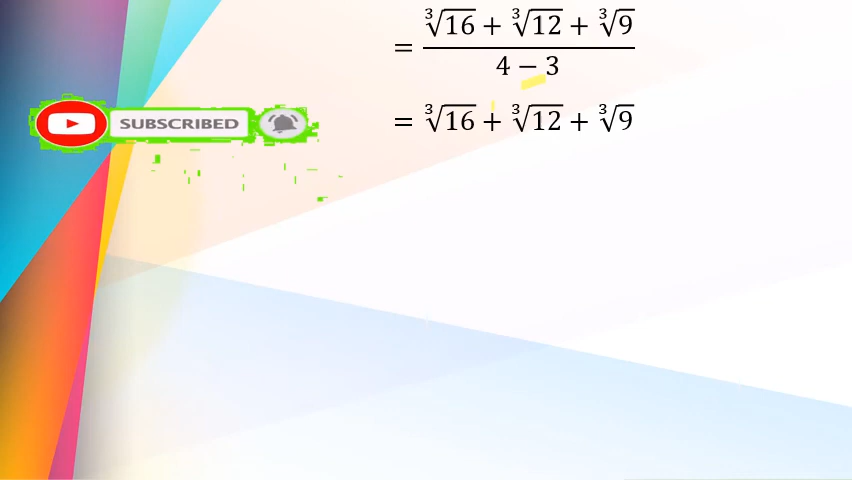 = (∛16 + ∛12 + ∛9) / (4 − 3)
SUBSCRIBED
= ∛16 + ∛12 + ∛9